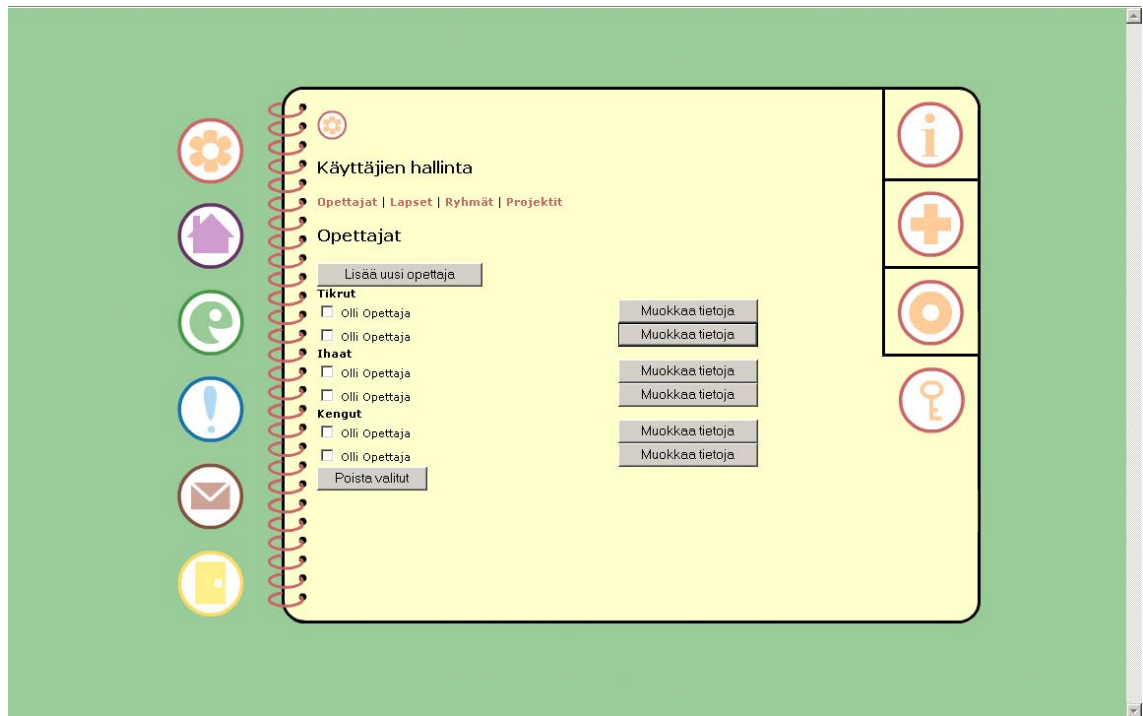 Käyttäjien hallinta
Opettajat | Lapset | Ryhmät | Projektit
Opettajat
Lisää uusi opettaja
Tikrut
Olli Opettaja Muokkaa tietoja
Olli Opettaja Muokkaa tietoja
Ihaat
Olli Opettaja Muokkaa tietoja
Olli Opettaja Muokkaa tietoja
Kengut
Olli Opettaja Muokkaa tietoja
Olli Opettaja Muokkaa tietoja
Poista valitut